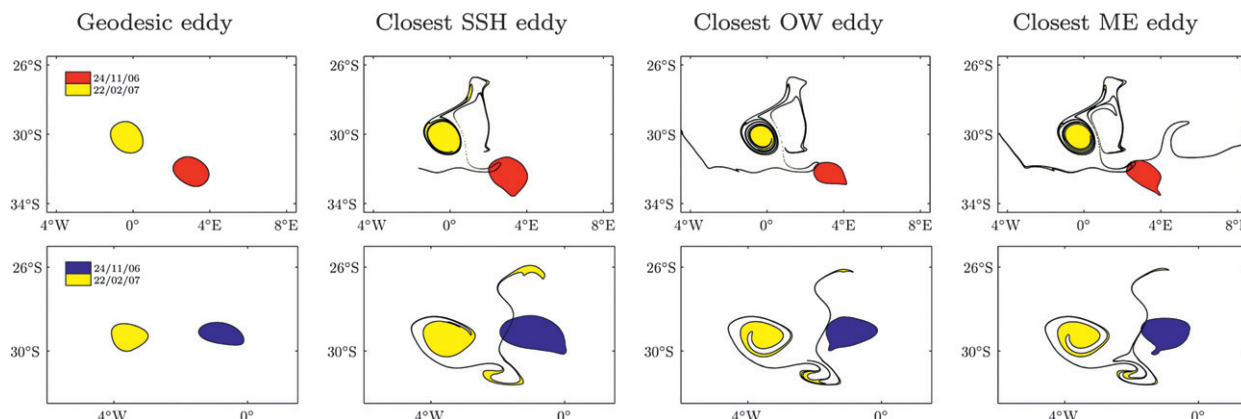 Geodesic eddy Closest SSH eddy Closest OW eddy Closest ME eddy
26°S 26°S 26°S 26°S
24/11/06
22/02/07
30°S 30°S 30°S 30°S
34°S 34°S 34°S 34°S
4°W 0° 4°E 8°E 4°W 0° 4°E 8°E 4°W 0° 4°E 8°E 4°W 0° 4°E 8°E
26°S 26°S 26°S 26°S
24/11/06
22/02/07
30°S 30°S 30°S 30°S
4°W 0° 4°W 0° 4°W 0° 4°W 0°